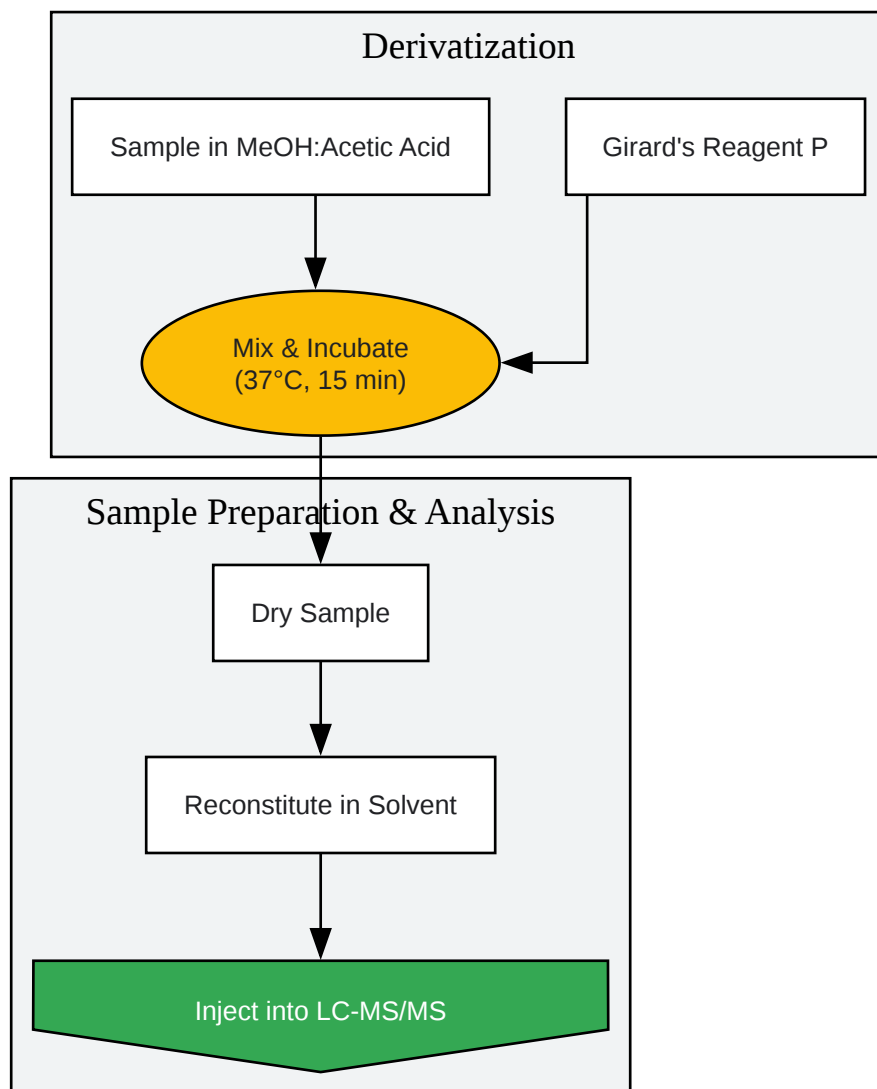 Derivatization
Sample in MeOH:Acetic Acid
Girard's Reagent P
Mix & Incubate
(37°C, 15 min)
Sample Preparation & Analysis
Dry Sample
Reconstitute in Solvent
Inject into LC-MS/MS